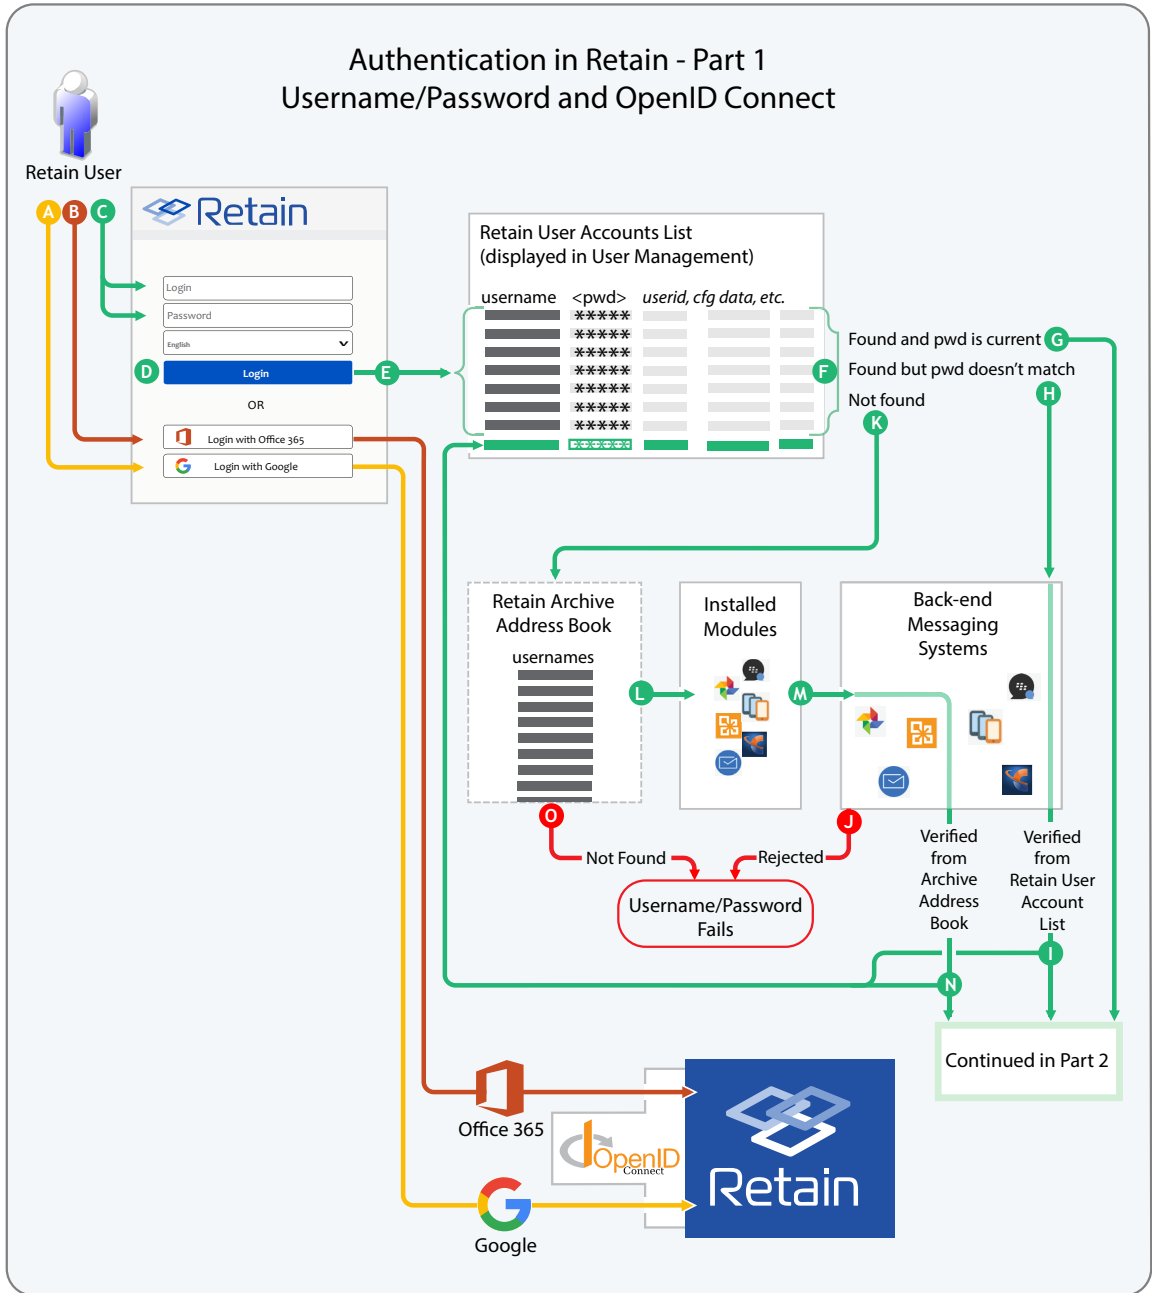 Authentication in Retain - Part 1
Username/Password and OpenID Connect
Retain User
A
B
C
Retain
Login
Password
English
D
Login
E
OR
Login with Office 365
Login with Google
Retain User Accounts List
(displayed in User Management)
username <pwd> userid, cfg data, etc.
*****
*****
*****
*****
*****
*****
*****
*****
F
Found and pwd is current
G
Found but pwd doesn't match
H
Not found
K
Retain Archive
Address Book
usernames
L
Installed
Modules
M
Back-end
Messaging
Systems
O
Not Found
J
Rejected
Username/Password
Fails
Verified
from
Archive
Address
Book
Verified
from
Retain User
Account
List
I
N
Continued in Part 2
Office 365
OpenID
Connect
Retain
Google